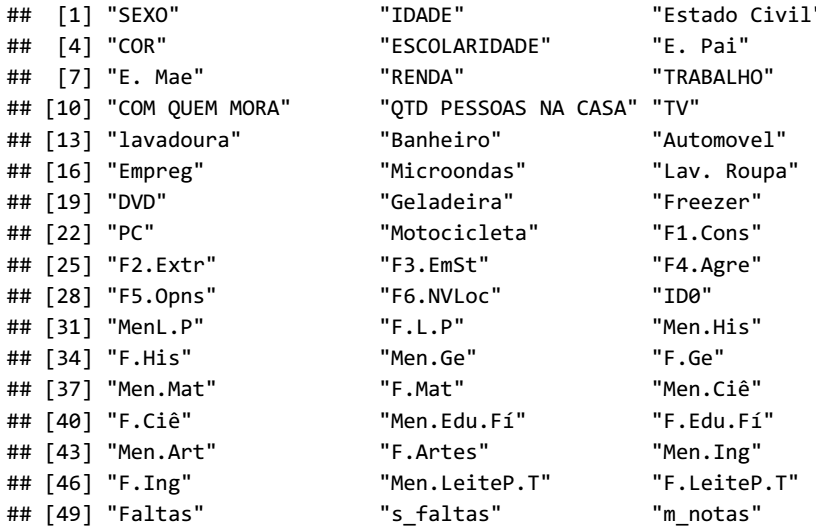 ##  [1] "SEXO"                "IDADE"               "Estado Civil"
##  [4] "COR"                 "ESCOLARIDADE"        "E. Pai"
##  [7] "E. Mae"              "RENDA"               "TRABALHO"
## [10] "COM QUEM MORA"       "QTD PESSOAS NA CASA" "TV"
## [13] "lavadoura"           "Banheiro"            "Automovel"
## [16] "Empreg"              "Microondas"          "Lav. Roupa"
## [19] "DVD"                 "Geladeira"           "Freezer"
## [22] "PC"                  "Motocicleta"         "F1.Cons"
## [25] "F2.Extr"             "F3.EmSt"             "F4.Agre"
## [28] "F5.Opns"             "F6.NVLoc"            "ID0"
## [31] "MenL.P"              "F.L.P"               "Men.His"
## [34] "F.His"               "Men.Ge"              "F.Ge"
## [37] "Men.Mat"             "F.Mat"               "Men.Ciê"
## [40] "F.Ciê"               "Men.Edu.Fí"          "F.Edu.Fí"
## [43] "Men.Art"             "F.Artes"             "Men.Ing"
## [46] "F.Ing"               "Men.LeiteP.T"        "F.LeiteP.T"
## [49] "Faltas"              "s_faltas"            "m_notas"